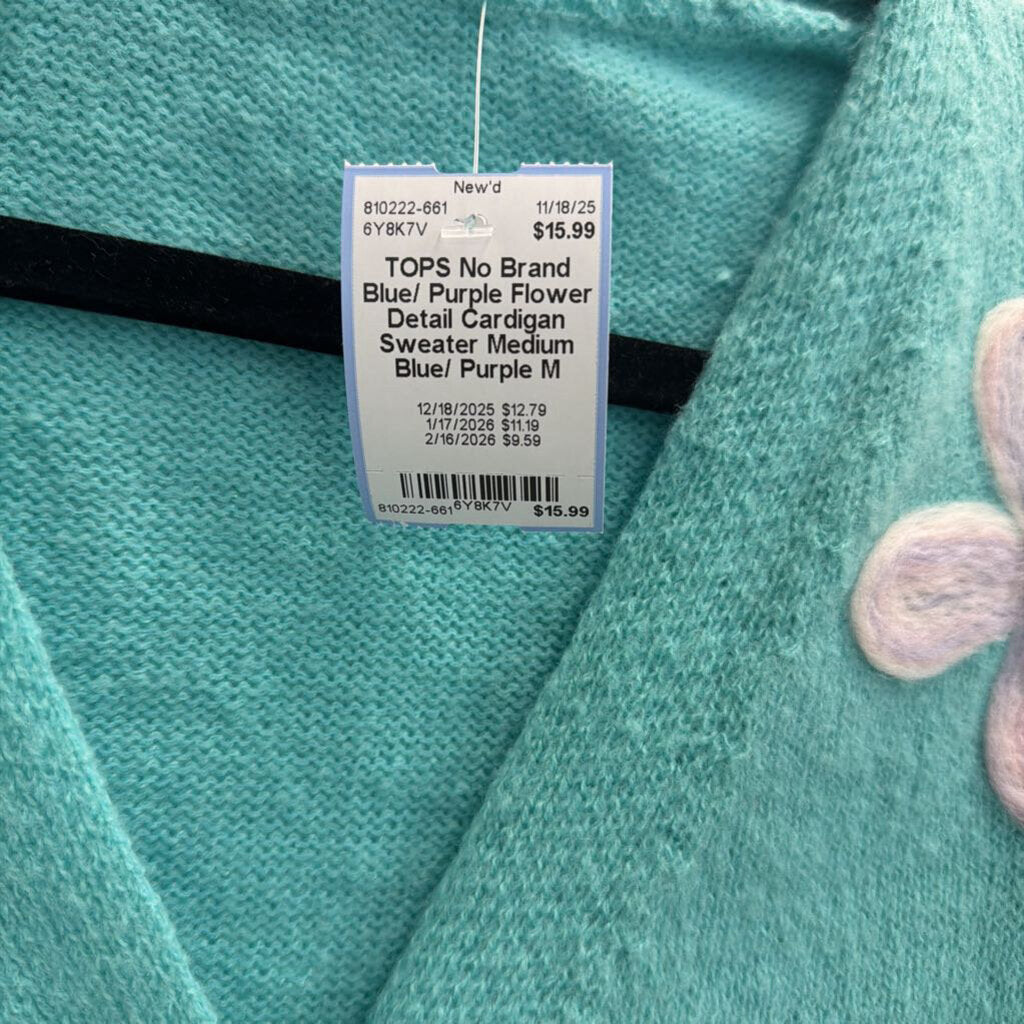 New'd
810222-661 11/18/25
6Y8K7V $15.99
TOPS No Brand
Blue/ Purple Flower
Detail Cardigan
Sweater Medium
Blue/ Purple M
12/18/2025 $12.79
1/17/2026 $11.19
2/16/2026 $9.59
810222-661 6Y8K7V $15.99